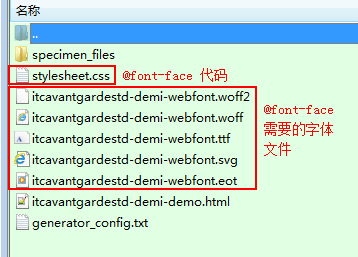 名称
..
specimen_files
stylesheet.css @font-face 代码
itcavantgardestd-demi-webfont.woff2
itcavantgardestd-demi-webfont.woff
itcavantgardestd-demi-webfont.ttf
itcavantgardestd-demi-webfont.svg
itcavantgardestd-demi-webfont.eot
@font-face
需要的字体
文件
itcavantgardestd-demi-demo.html
generator_config.txt